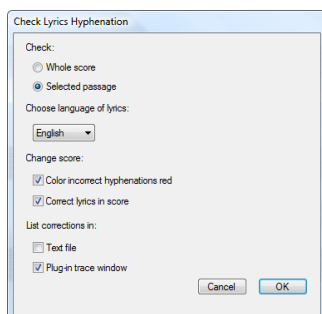 Check Lyrics Hyphenation
Check:
Whole score
Selected passage
Choose language of lyrics:
English
Change score:
Color incorrect hyphenations red
Correct lyrics in score
List corrections in:
Text file
Plug-in trace window
Cancel OK